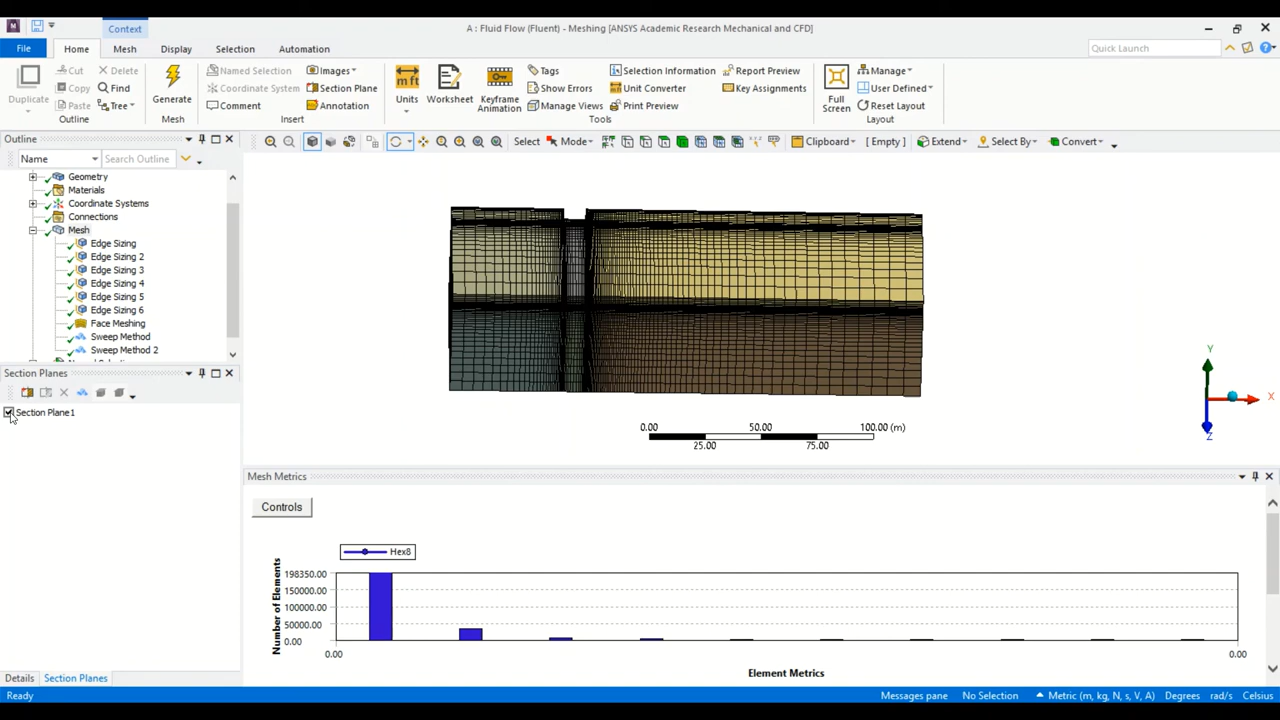 Context
A : Fluid Flow (Fluent) - Meshing [ANSYS Academic Research Mechanical and CFD]
File Home Mesh Display Selection Automation Quick Launch
Duplicate
Cut Delete
Copy Find
Paste Tree
Outline
Generate
Mesh
Named Selection Images
Coordinate System Section Plane
Comment Annotation
Insert
Units Worksheet Keyframe Animation
Tags Selection Information
Show Errors Unit Converter
Manage Views Print Preview
Tools
Report Preview
Key Assignments
Full Screen
Manage
User Defined
Reset Layout
Layout
Outline
Name Search Outline
Select Mode Clipboard [ Empty ] Extend Select By Convert
Geometry
Materials
Coordinate Systems
Connections
Mesh
Edge Sizing
Edge Sizing 2
Edge Sizing 3
Edge Sizing 4
Edge Sizing 5
Edge Sizing 6
Face Meshing
Sweep Method
Sweep Method 2
Section Planes
Section Plane1
Y
X
Z
0.00 50.00 100.00 (m)
25.00 75.00
Mesh Metrics
Controls
Hex8
Number of Elements
198350.00
150000.00
100000.00
50000.00
0.00
0.00 0.00
Element Metrics
Details Section Planes
Ready Messages pane No Selection Metric (m, kg, N, s, V, A) Degrees rad/s Celsius